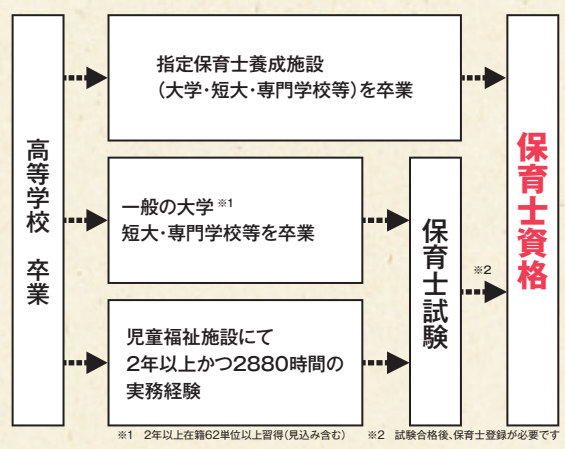 高等学校 卒業
指定保育士養成施設
（大学・短大・専門学校等）を卒業
一般の大学※1
短大・専門学校等を卒業
児童福祉施設にて
2年以上かつ2880時間の
実務経験
保育士試験
※2
保育士資格
※1 2年以上在籍62単位以上習得（見込み含む） ※2 試験合格後、保育士登録が必要です